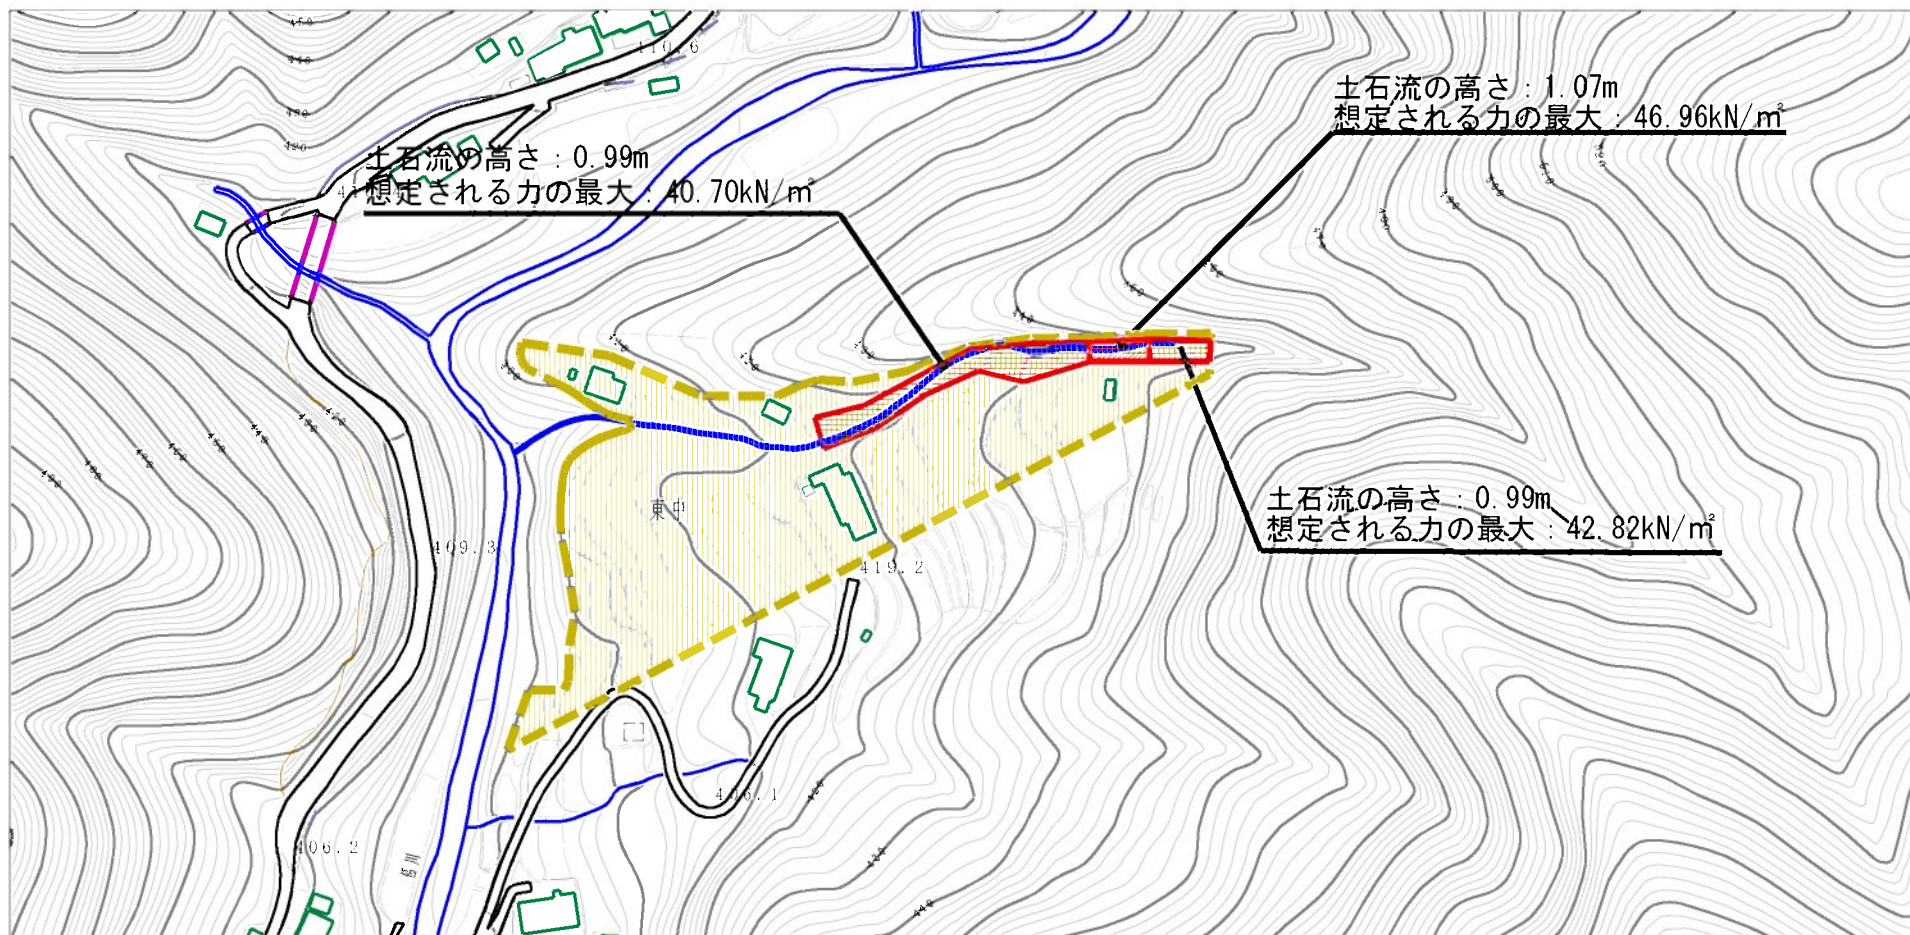 410.6
土石流の高さ：1.07m
想定される力の最大：46.96kN/㎡
土石流の高さ：0.99m
想定される力の最大：40.70kN/㎡
土石流の高さ：0.99m
想定される力の最大：42.82kN/㎡
東中
409.3
419.2
406.1
406.2
420
430
440